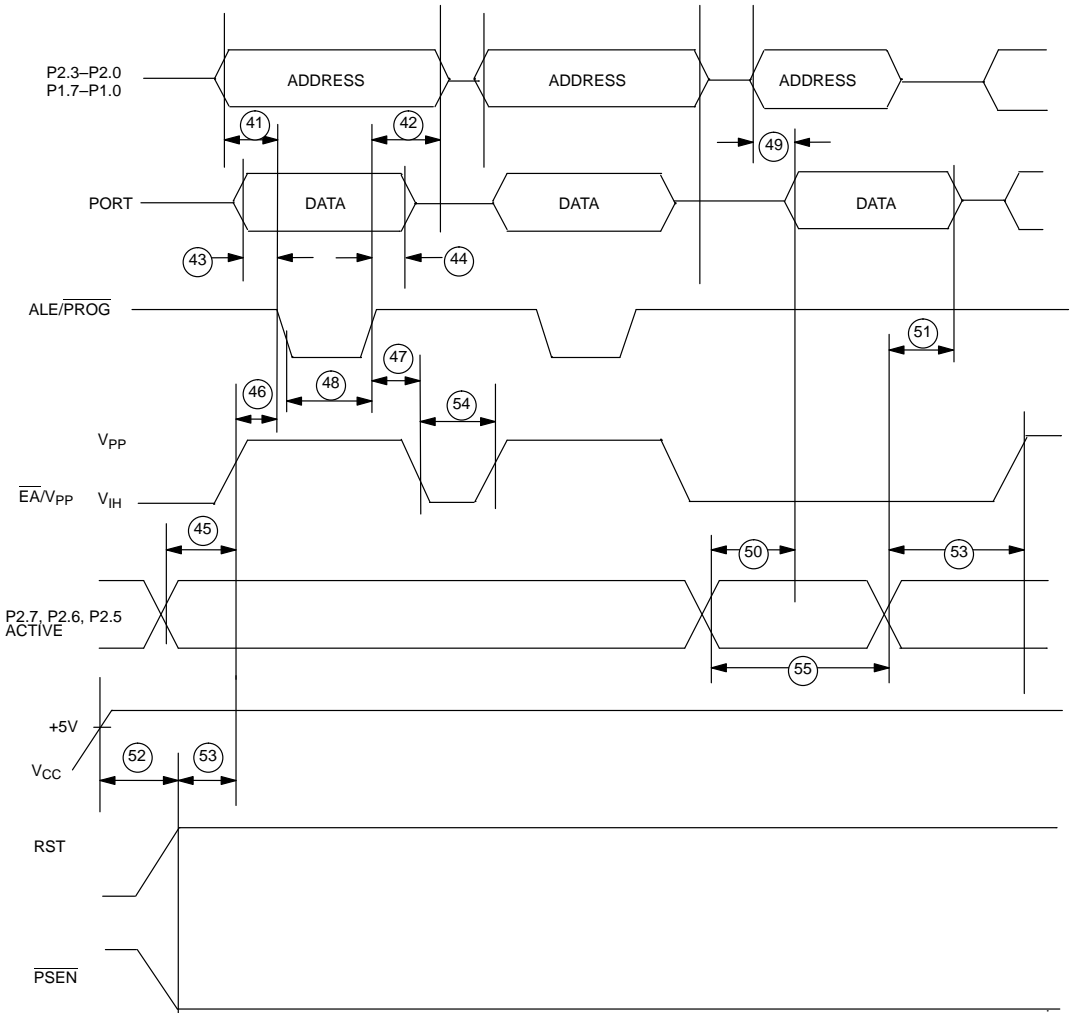 P2.3–P2.0
P1.7–P1.0
ADDRESS
ADDRESS
ADDRESS
41
42
49
PORT
DATA
DATA
DATA
43
44
ALE/PROG
51
47
46
48
54
VPP
EA/VPP
VIH
45
50
53
P2.7, P2.6, P2.5
ACTIVE
55
+5V
52
53
VCC
RST
PSEN